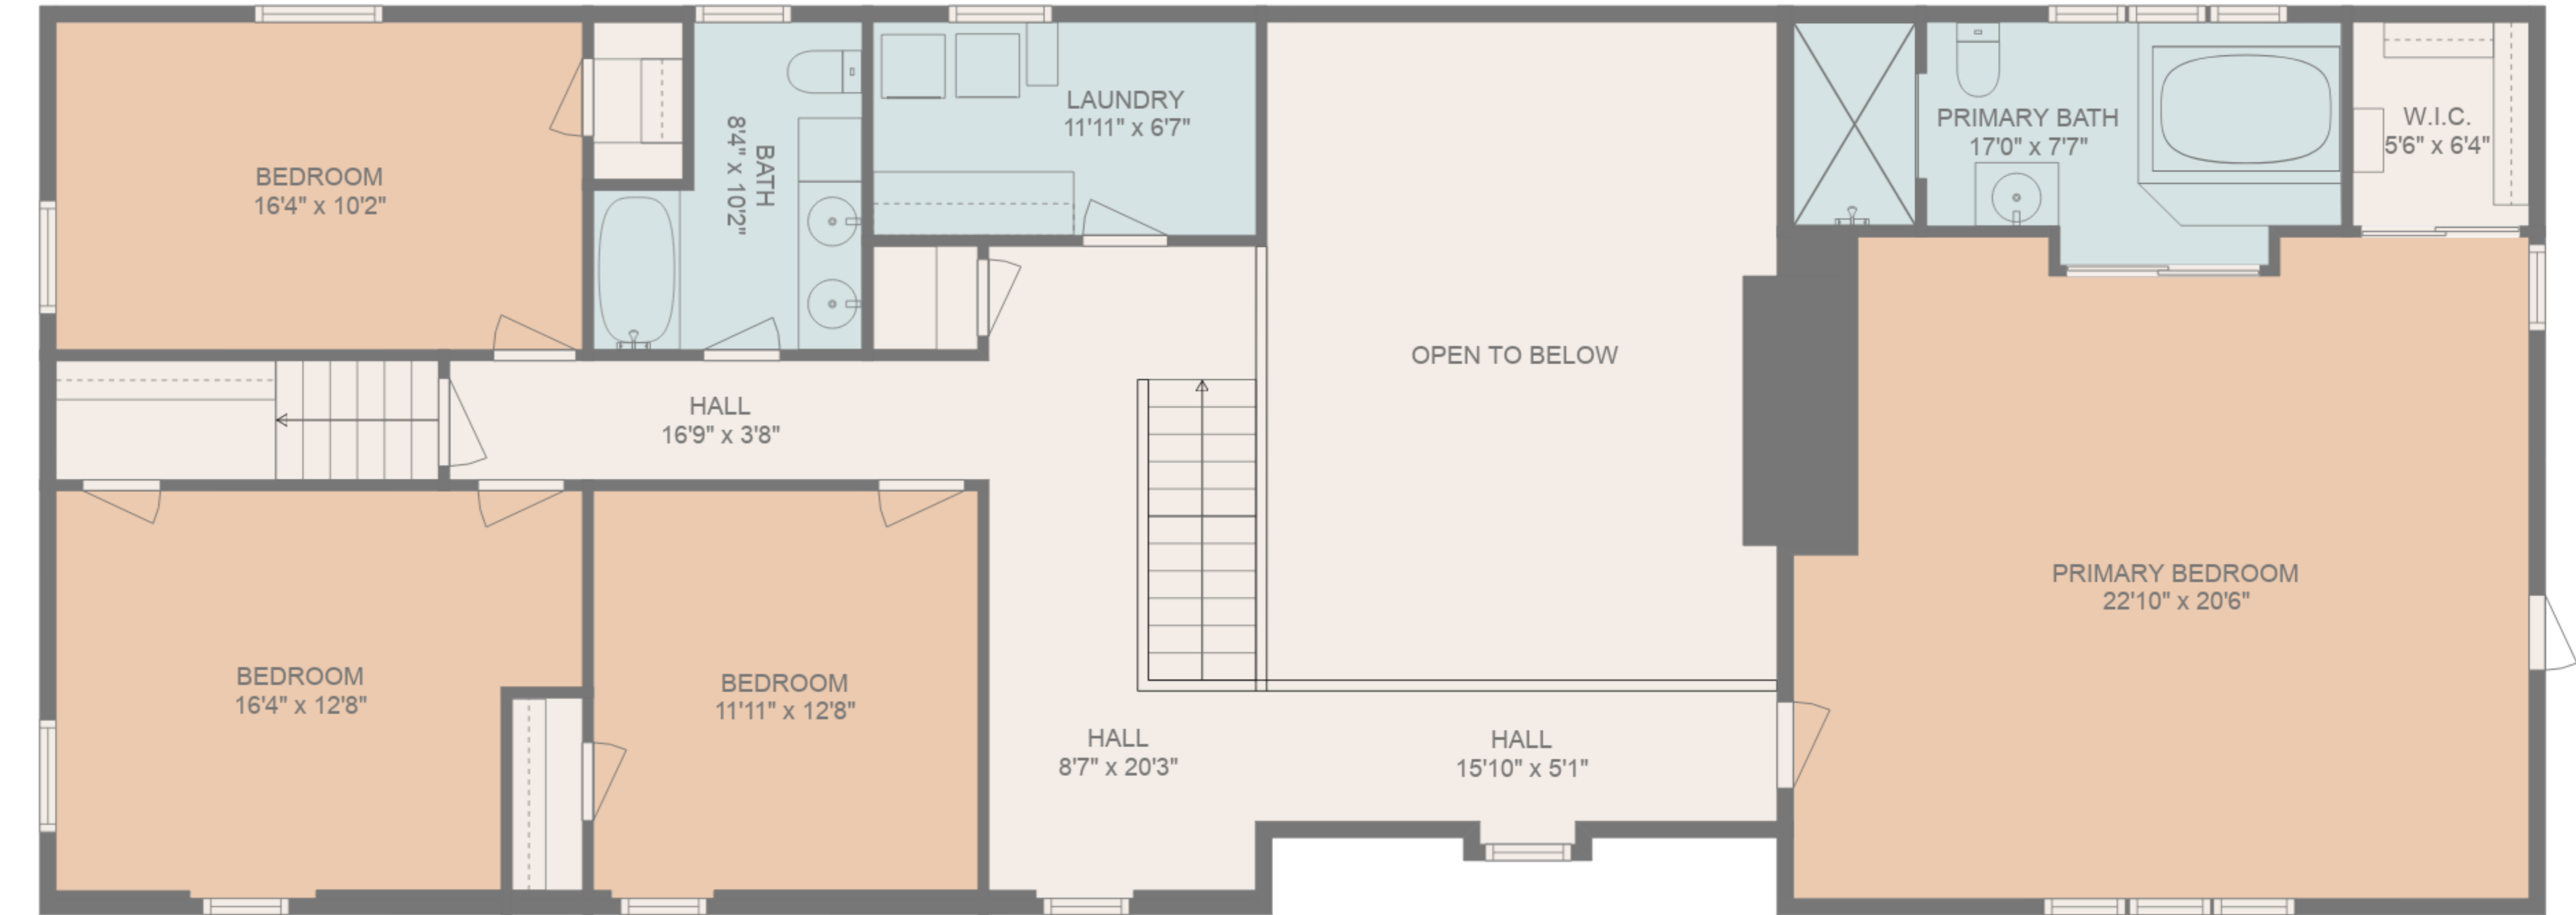 BEDROOM
16'4" x 10'2"
BATH
8'4" x 10'2"
LAUNDRY
11'11" x 6'7"
PRIMARY BATH
17'0" x 7'7"
W.I.C.
5'6" x 6'4"
OPEN TO BELOW
HALL
16'9" x 3'8"
PRIMARY BEDROOM
22'10" x 20'6"
BEDROOM
16'4" x 12'8"
BEDROOM
11'11" x 12'8"
HALL
8'7" x 20'3"
HALL
15'10" x 5'1"